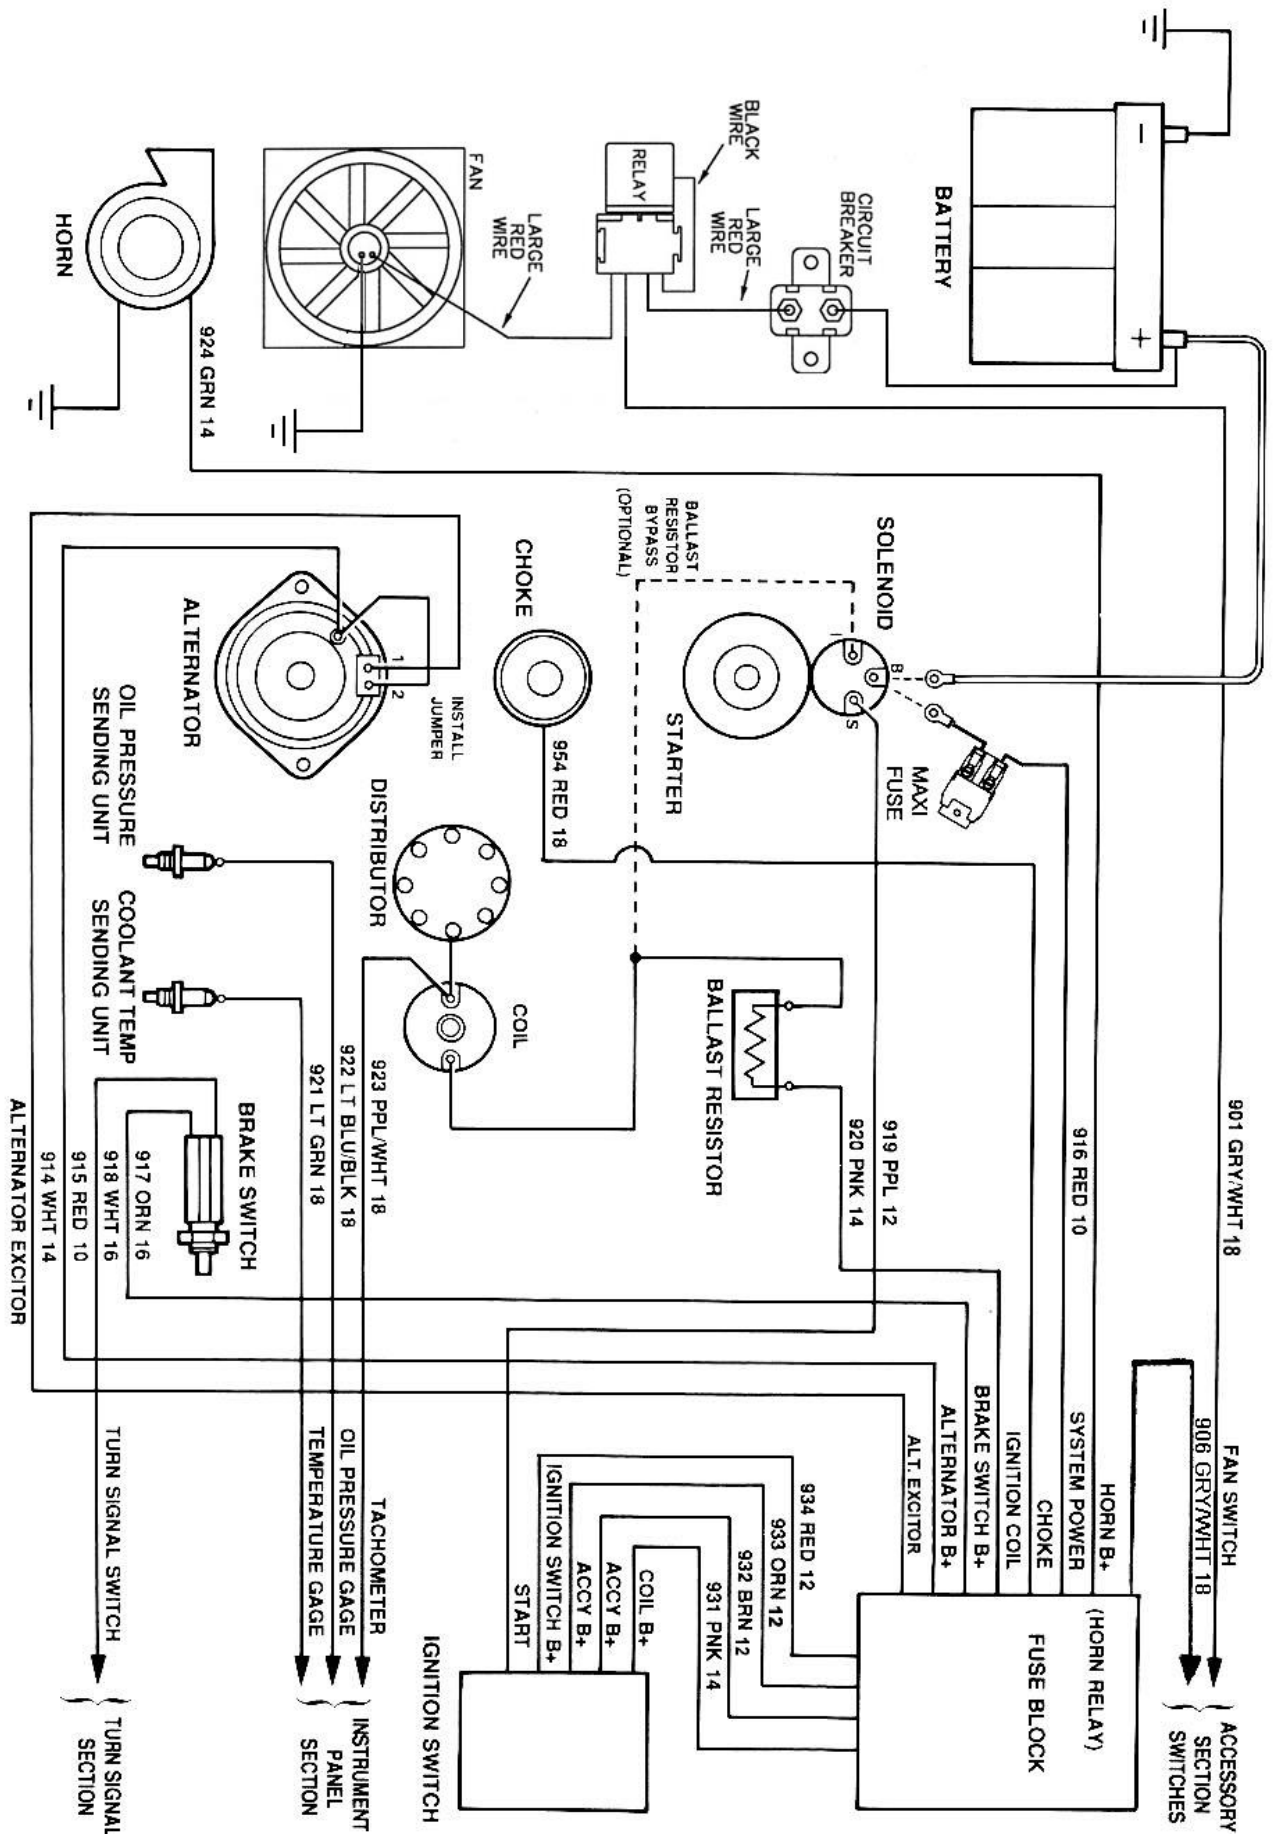 BATTERY
−
+
CIRCUIT
BREAKER
BLACK
WIRE
LARGE
RED
WIRE
RELAY
LARGE
RED
WIRE
FAN
HORN
924 GRN 14
SOLENOID
I
B
S
STARTER
MAXI
FUSE
BALLAST
RESISTOR
BYPASS
(OPTIONAL)
CHOKE
954 RED 18
ALTERNATOR
1
2
INSTALL
JUMPER
DISTRIBUTOR
COIL
BALLAST RESISTOR
OIL PRESSURE
SENDING UNIT
COOLANT TEMP
SENDING UNIT
BRAKE SWITCH
901 GRY/WHT 18
916 RED 10
919 PPL 12
920 PNK 14
923 PPL/WHT 18
922 LT BLU/BLK 18
921 LT GRN 18
917 ORN 16
918 WHT 16
915 RED 10
914 WHT 14
ALTERNATOR EXCITOR
FAN SWITCH
906 GRY/WHT 18
HORN B+
SYSTEM POWER
CHOKE
IGNITION COIL
BRAKE SWITCH B+
ALTERNATOR B+
ALT. EXCITOR
934 RED 12
933 ORN 12
932 BRN 12
931 PNK 14
COIL B+
ACCY B+
ACCY B+
IGNITION SWITCH B+
START
TACHOMETER
OIL PRESSURE GAGE
TEMPERATURE GAGE
TURN SIGNAL SWITCH
(HORN RELAY)
FUSE BLOCK
IGNITION SWITCH
ACCESSORY
SECTION
SWITCHES
INSTRUMENT
PANEL
SECTION
TURN SIGNAL
SECTION